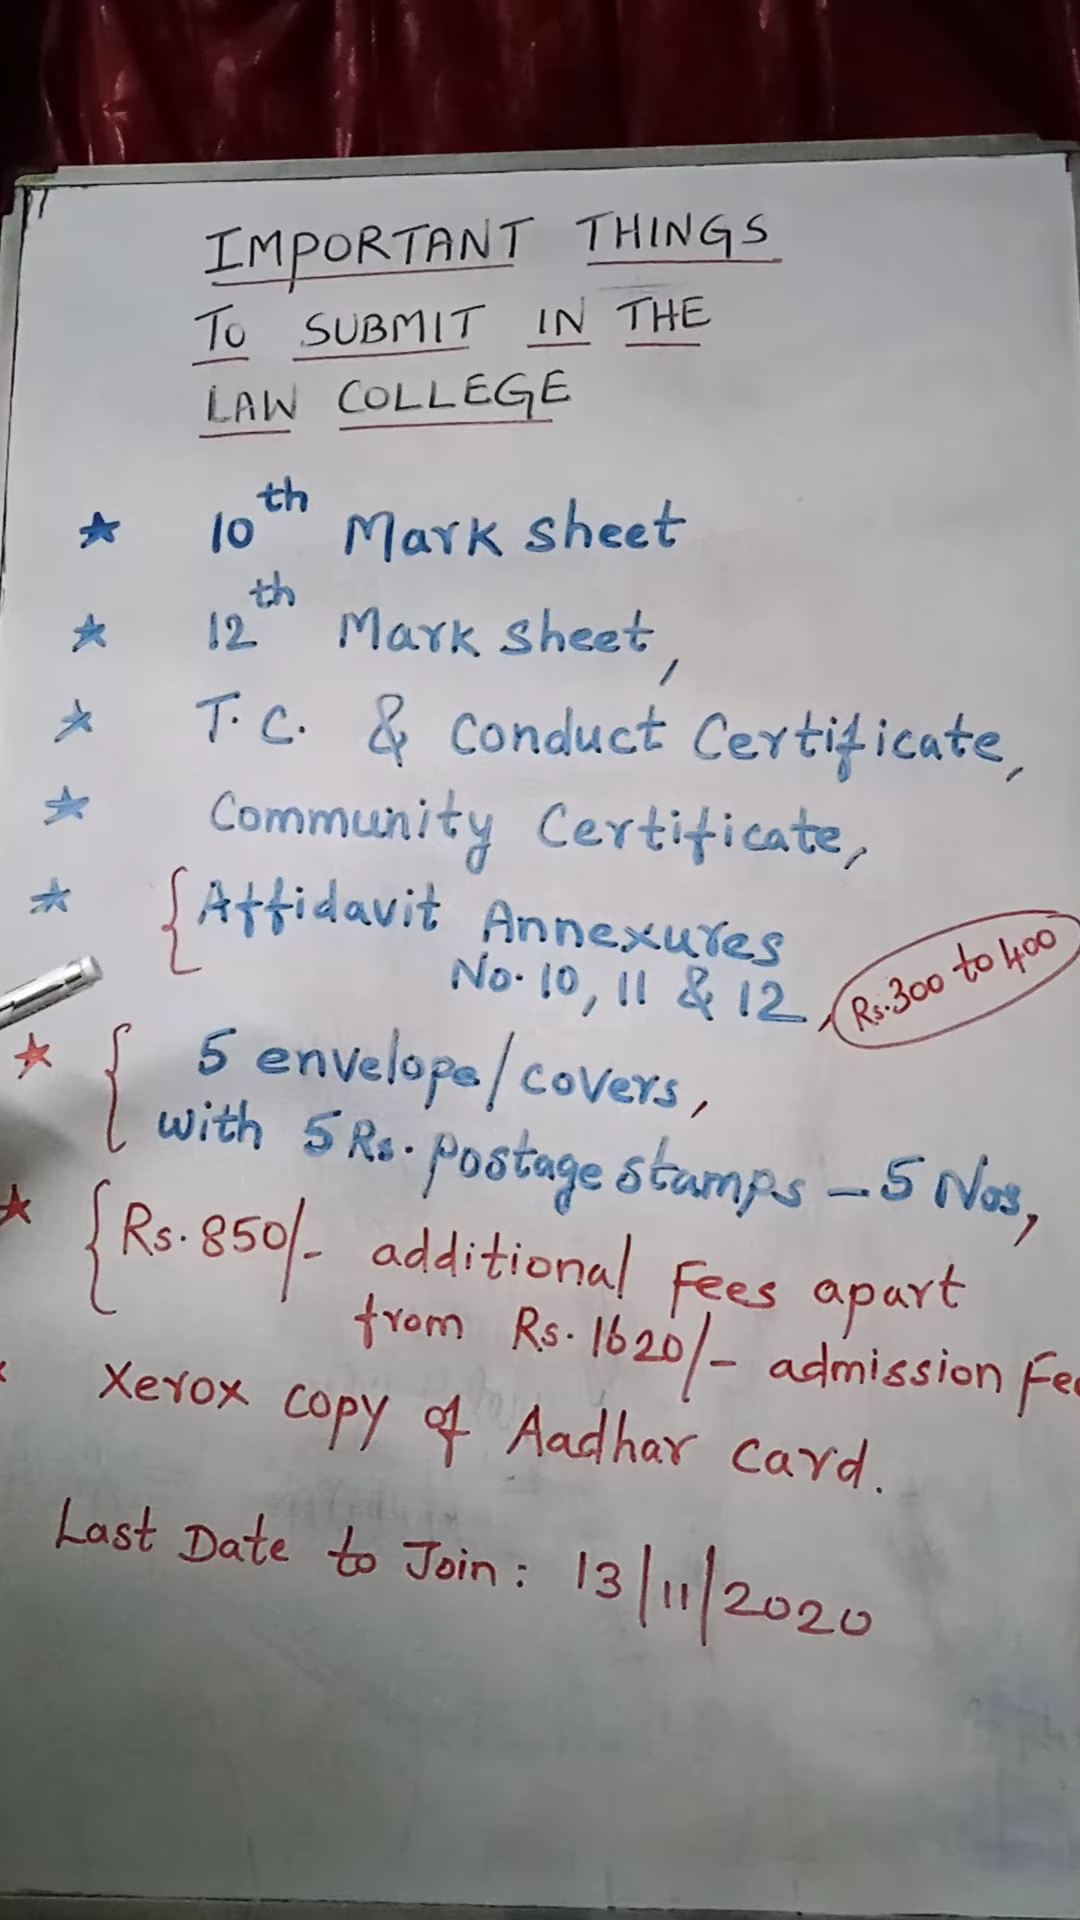 IMPORTANT THINGS
TO SUBMIT IN THE
LAW COLLEGE
★ 10th Mark sheet
★ 12th Mark sheet,
★ T.C. & Conduct Certificate,
★ Community Certificate,
★ {Affidavit Annexures
No. 10, 11 & 12, Rs.300 to 400
★ { 5 envelope/covers,
with 5 Rs. postage stamps – 5 Nos,
★ {Rs.850/- additional Fees apart
from Rs.1620/- admission Fee
Xerox copy of Aadhar card.
Last Date to Join : 13/11/2020